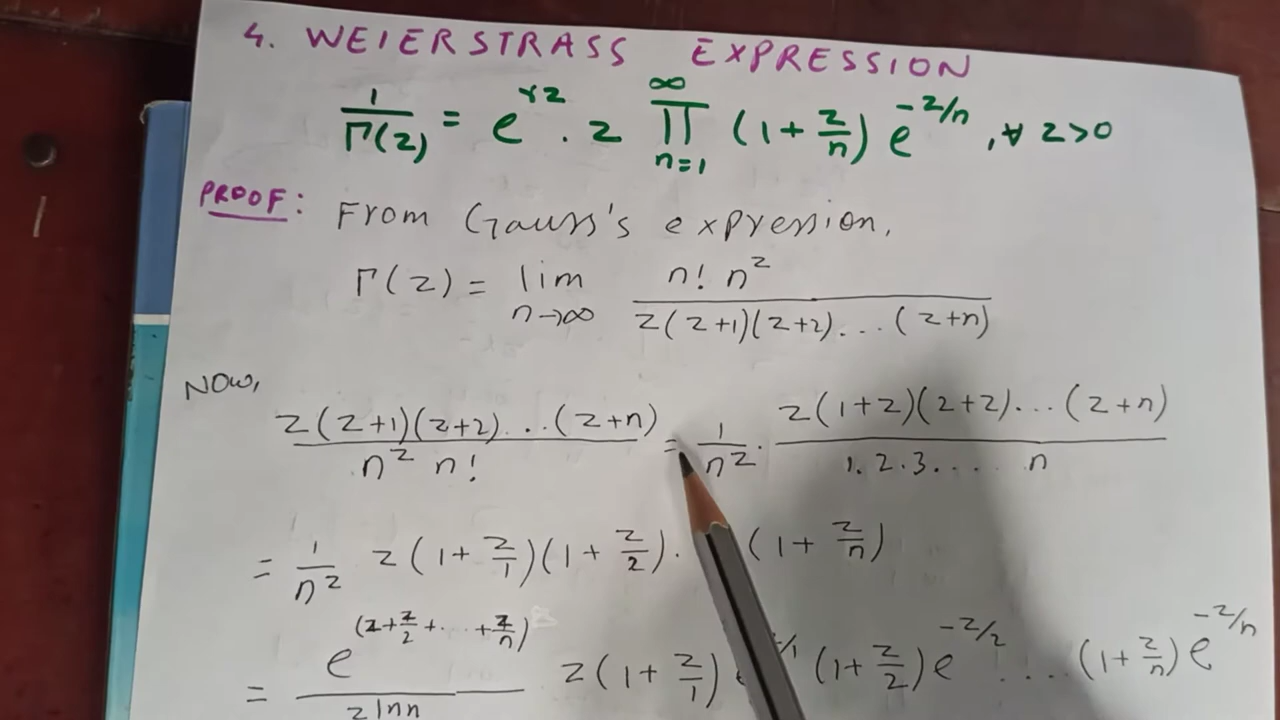 4. WEIERSTRASS EXPRESSION
1/Γ(z) = e^γz . z ∏_{n=1}^{∞} (1+z/n) e^{-z/n}, ∀ z>0
PROOF: From Gauss's expression,
Γ(z) = lim_{n→∞} n! n^z / z(z+1)(z+2)...(z+n)
NOW,
z(z+1)(z+2)...(z+n) / n^z n! = 1/n^z . z(1+z)(2+z)...(z+n) / 1.2.3.... n
= 1/n^z z(1+z/1)(1+z/2). (1+z/n)
= e^{(z+z/2+...+z/n)} / z ln n z(1+z/1) e /1 (1+z/2)e^{-z/2} .... (1+z/n)e^{-z/n}